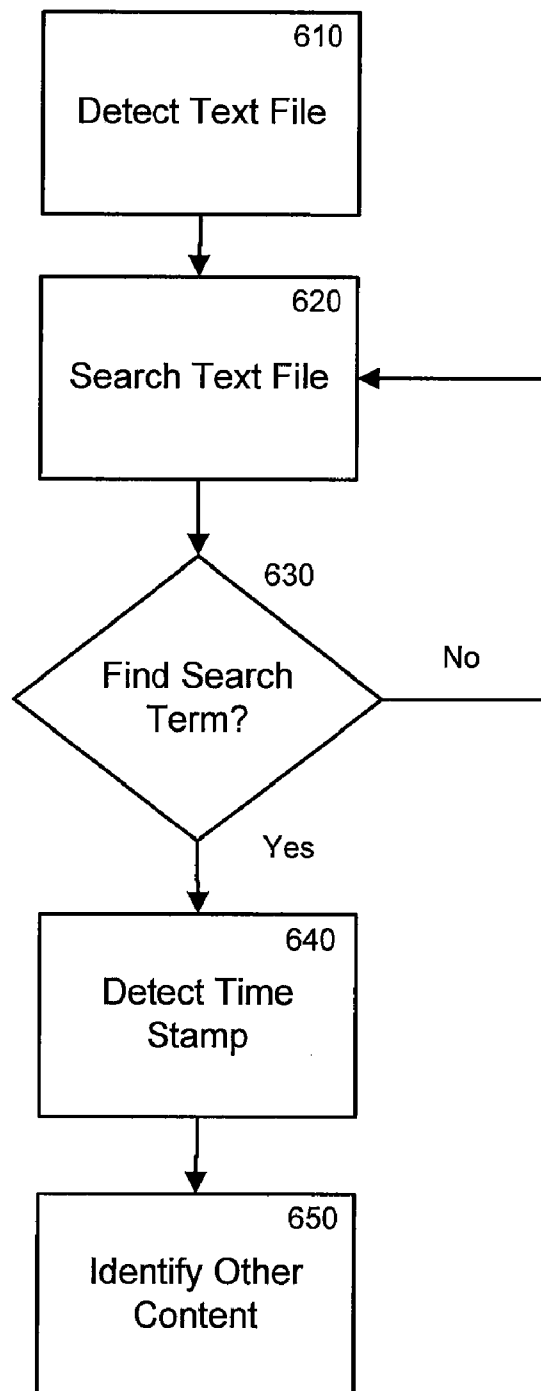 610
Detect Text File
620
Search Text File
630
Find Search
Term?
No
Yes
640
Detect Time
Stamp
650
Identify Other
Content